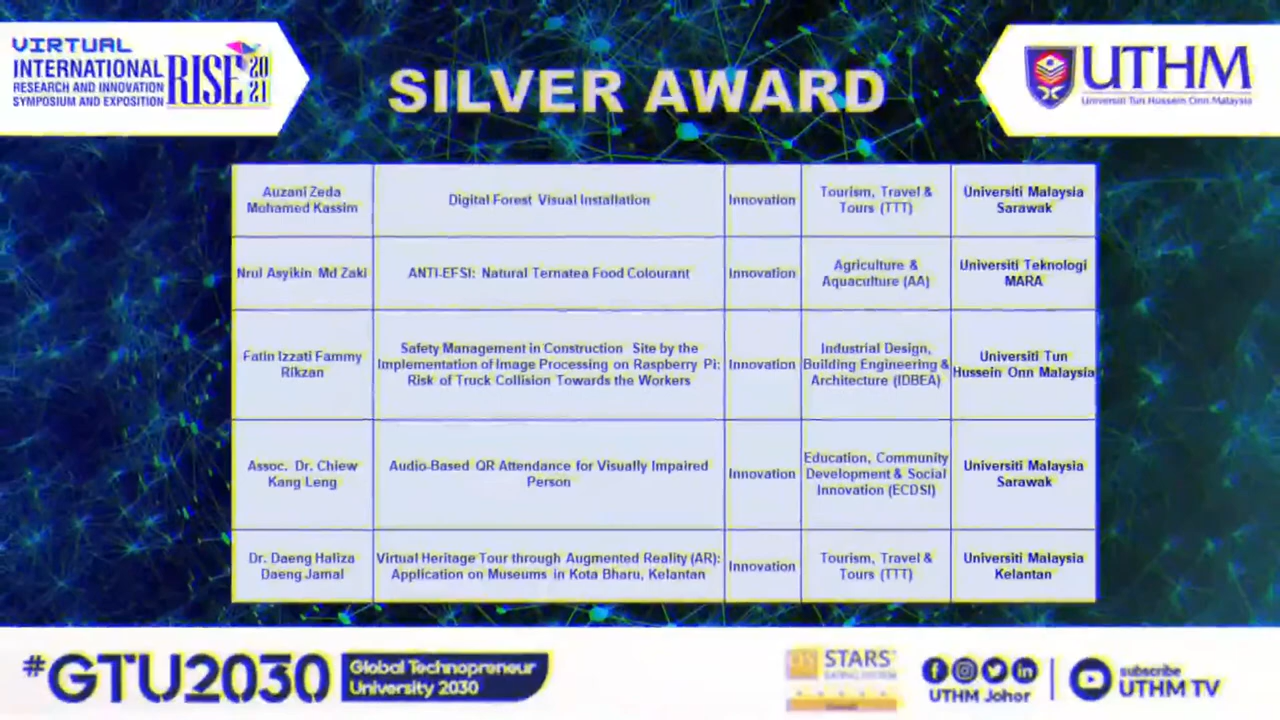 VIRTUAL
INTERNATIONAL
RESEARCH AND INNOVATION
SYMPOSIUM AND EXPOSITION
RISE
20
21
SILVER AWARD
UTHM
Universiti Tun Hussein Onn Malaysia
Auzani Zeda
Mohamed Kassim
Digital Forest Visual Installation
Innovation
Tourism, Travel &
Tours (TTT)
Universiti Malaysia
Sarawak
Nrul Asyikin Md Zaki
ANTI-EFSI: Natural Ternatea Food Colourant
Innovation
Agriculture &
Aquaculture (AA)
Universiti Teknologi
MARA
Fatin Izzati Fammy
Rikzan
Safety Management in Construction Site by the
Implementation of Image Processing on Raspberry Pi:
Risk of Truck Collision Towards the Workers
Innovation
Industrial Design,
Building Engineering &
Architecture (IDBEA)
Universiti Tun
Hussein Onn Malaysia
Assoc. Dr. Chiew
Kang Leng
Audio-Based QR Attendance for Visually Impaired
Person
Innovation
Education, Community
Development & Social
Innovation (ECDSI)
Universiti Malaysia
Sarawak
Dr. Daeng Haliza
Daeng Jamal
Virtual Heritage Tour through Augmented Reality (AR):
Application on Museums in Kota Bharu, Kelantan
Innovation
Tourism, Travel &
Tours (TTT)
Universiti Malaysia
Kelantan
#GTU2030
Global Technopreneur
University 2030
QS
STARS
RATING SYSTEM
UTHM Johor
subscribe
UTHM TV